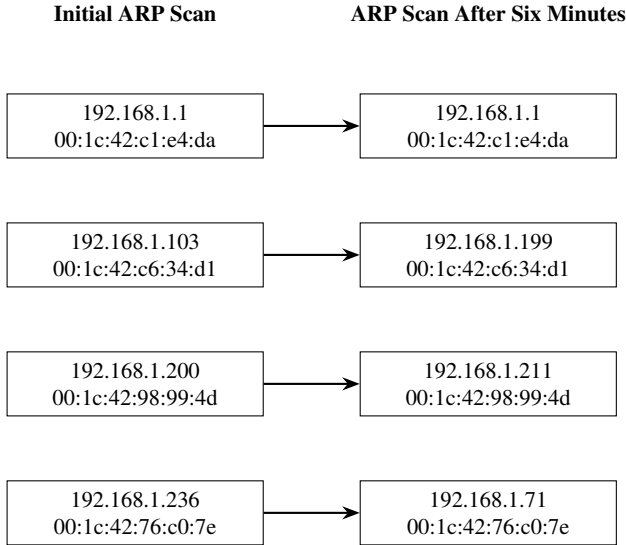 Initial ARP Scan
ARP Scan After Six Minutes
192.168.1.1
00:1c:42:c1:e4:da
192.168.1.1
00:1c:42:c1:e4:da
192.168.1.103
00:1c:42:c6:34:d1
192.168.1.199
00:1c:42:c6:34:d1
192.168.1.200
00:1c:42:98:99:4d
192.168.1.211
00:1c:42:98:99:4d
192.168.1.236
00:1c:42:76:c0:7e
192.168.1.71
00:1c:42:76:c0:7e